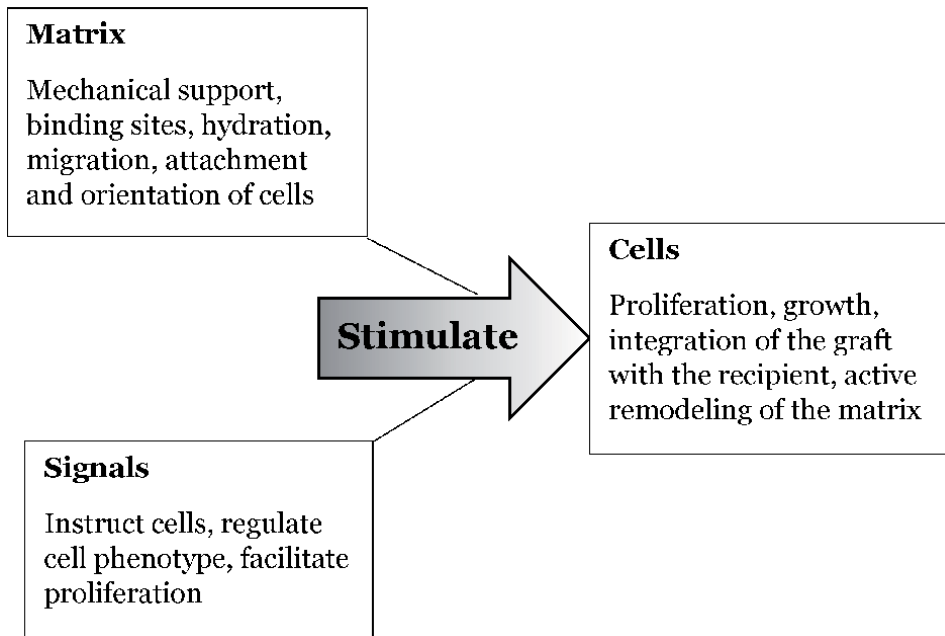 Matrix
Mechanical support,
binding sites, hydration,
migration, attachment
and orientation of cells
Stimulate
Cells
Proliferation, growth,
integration of the graft
with the recipient, active
remodeling of the matrix
Signals
Instruct cells, regulate
cell phenotype, facilitate
proliferation